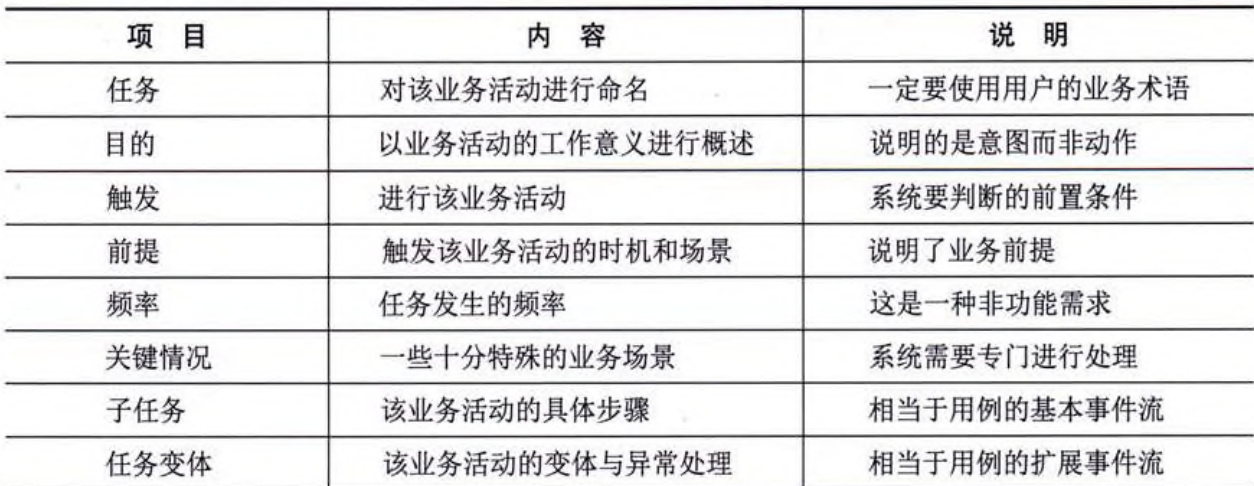 项 目 内 容 说 明
任务 对该业务活动进行命名 一定要使用用户的业务术语
目的 以业务活动的工作意义进行概述 说明的是意图而非动作
触发 进行该业务活动 系统要判断的前置条件
前提 触发该业务活动的时机和场景 说明了业务前提
频率 任务发生的频率 这是一种非功能需求
关键情况 一些十分特殊的业务场景 系统需要专门进行处理
子任务 该业务活动的具体步骤 相当于用例的基本事件流
任务变体 该业务活动的变体与异常处理 相当于用例的扩展事件流